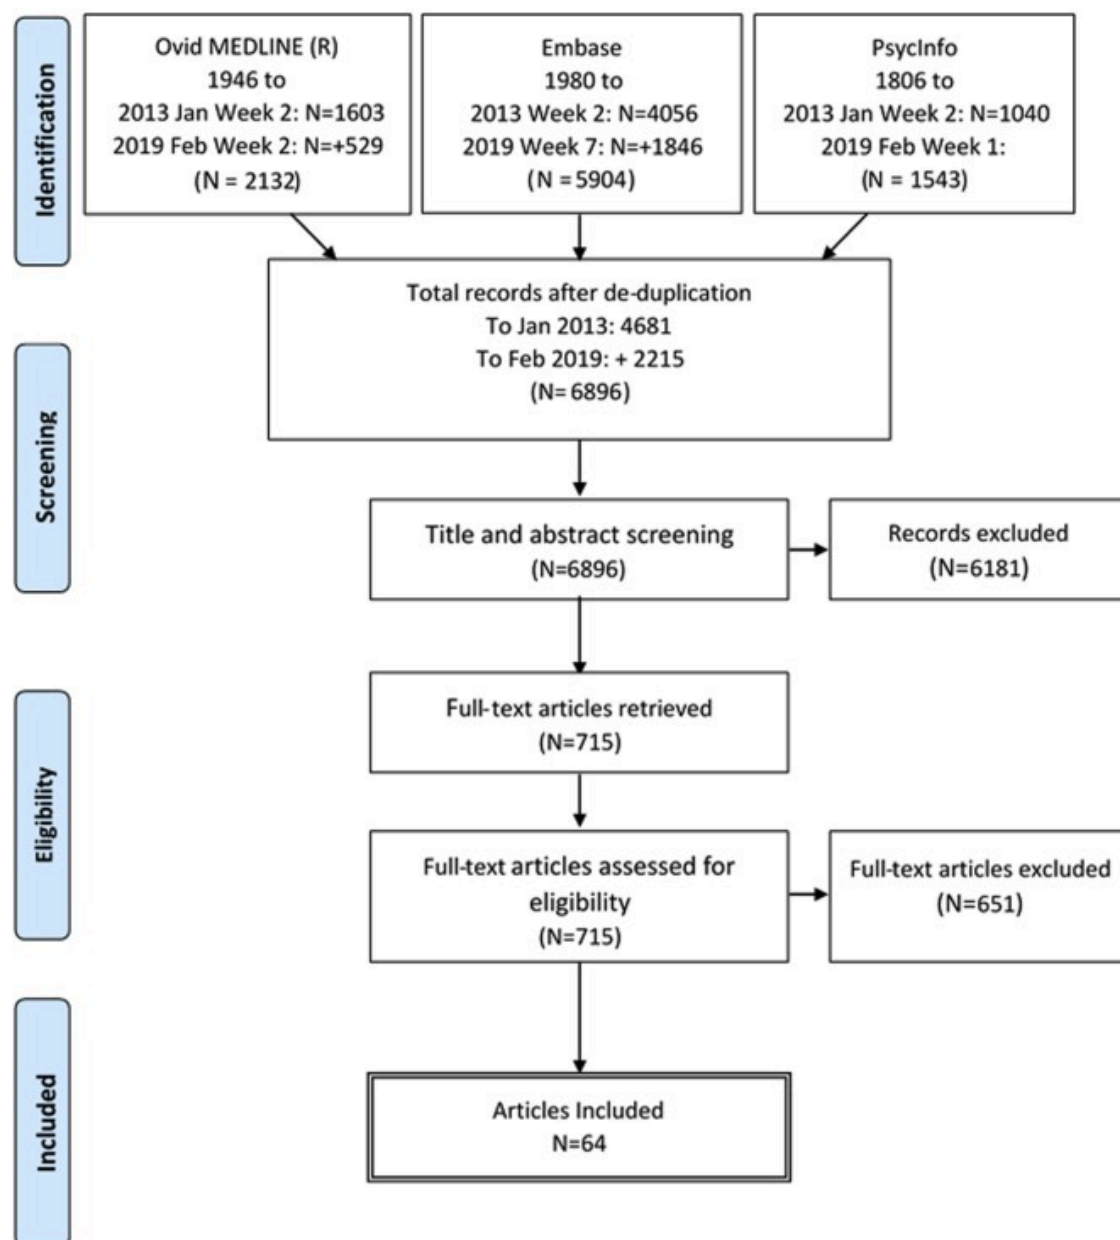 Identification
Ovid MEDLINE (R)
1946 to
2013 Jan Week 2: N=1603
2019 Feb Week 2: N=+529
(N = 2132)
Embase
1980 to
2013 Week 2: N=4056
2019 Week 7: N=+1846
(N = 5904)
PsycInfo
1806 to
2013 Jan Week 2: N=1040
2019 Feb Week 1:
(N = 1543)
Total records after de-duplication
To Jan 2013: 4681
To Feb 2019: + 2215
(N= 6896)
Screening
Title and abstract screening
(N=6896)
Records excluded
(N=6181)
Full-text articles retrieved
(N=715)
Eligibility
Full-text articles assessed for
eligibility
(N=715)
Full-text articles excluded
(N=651)
Included
Articles Included
N=64